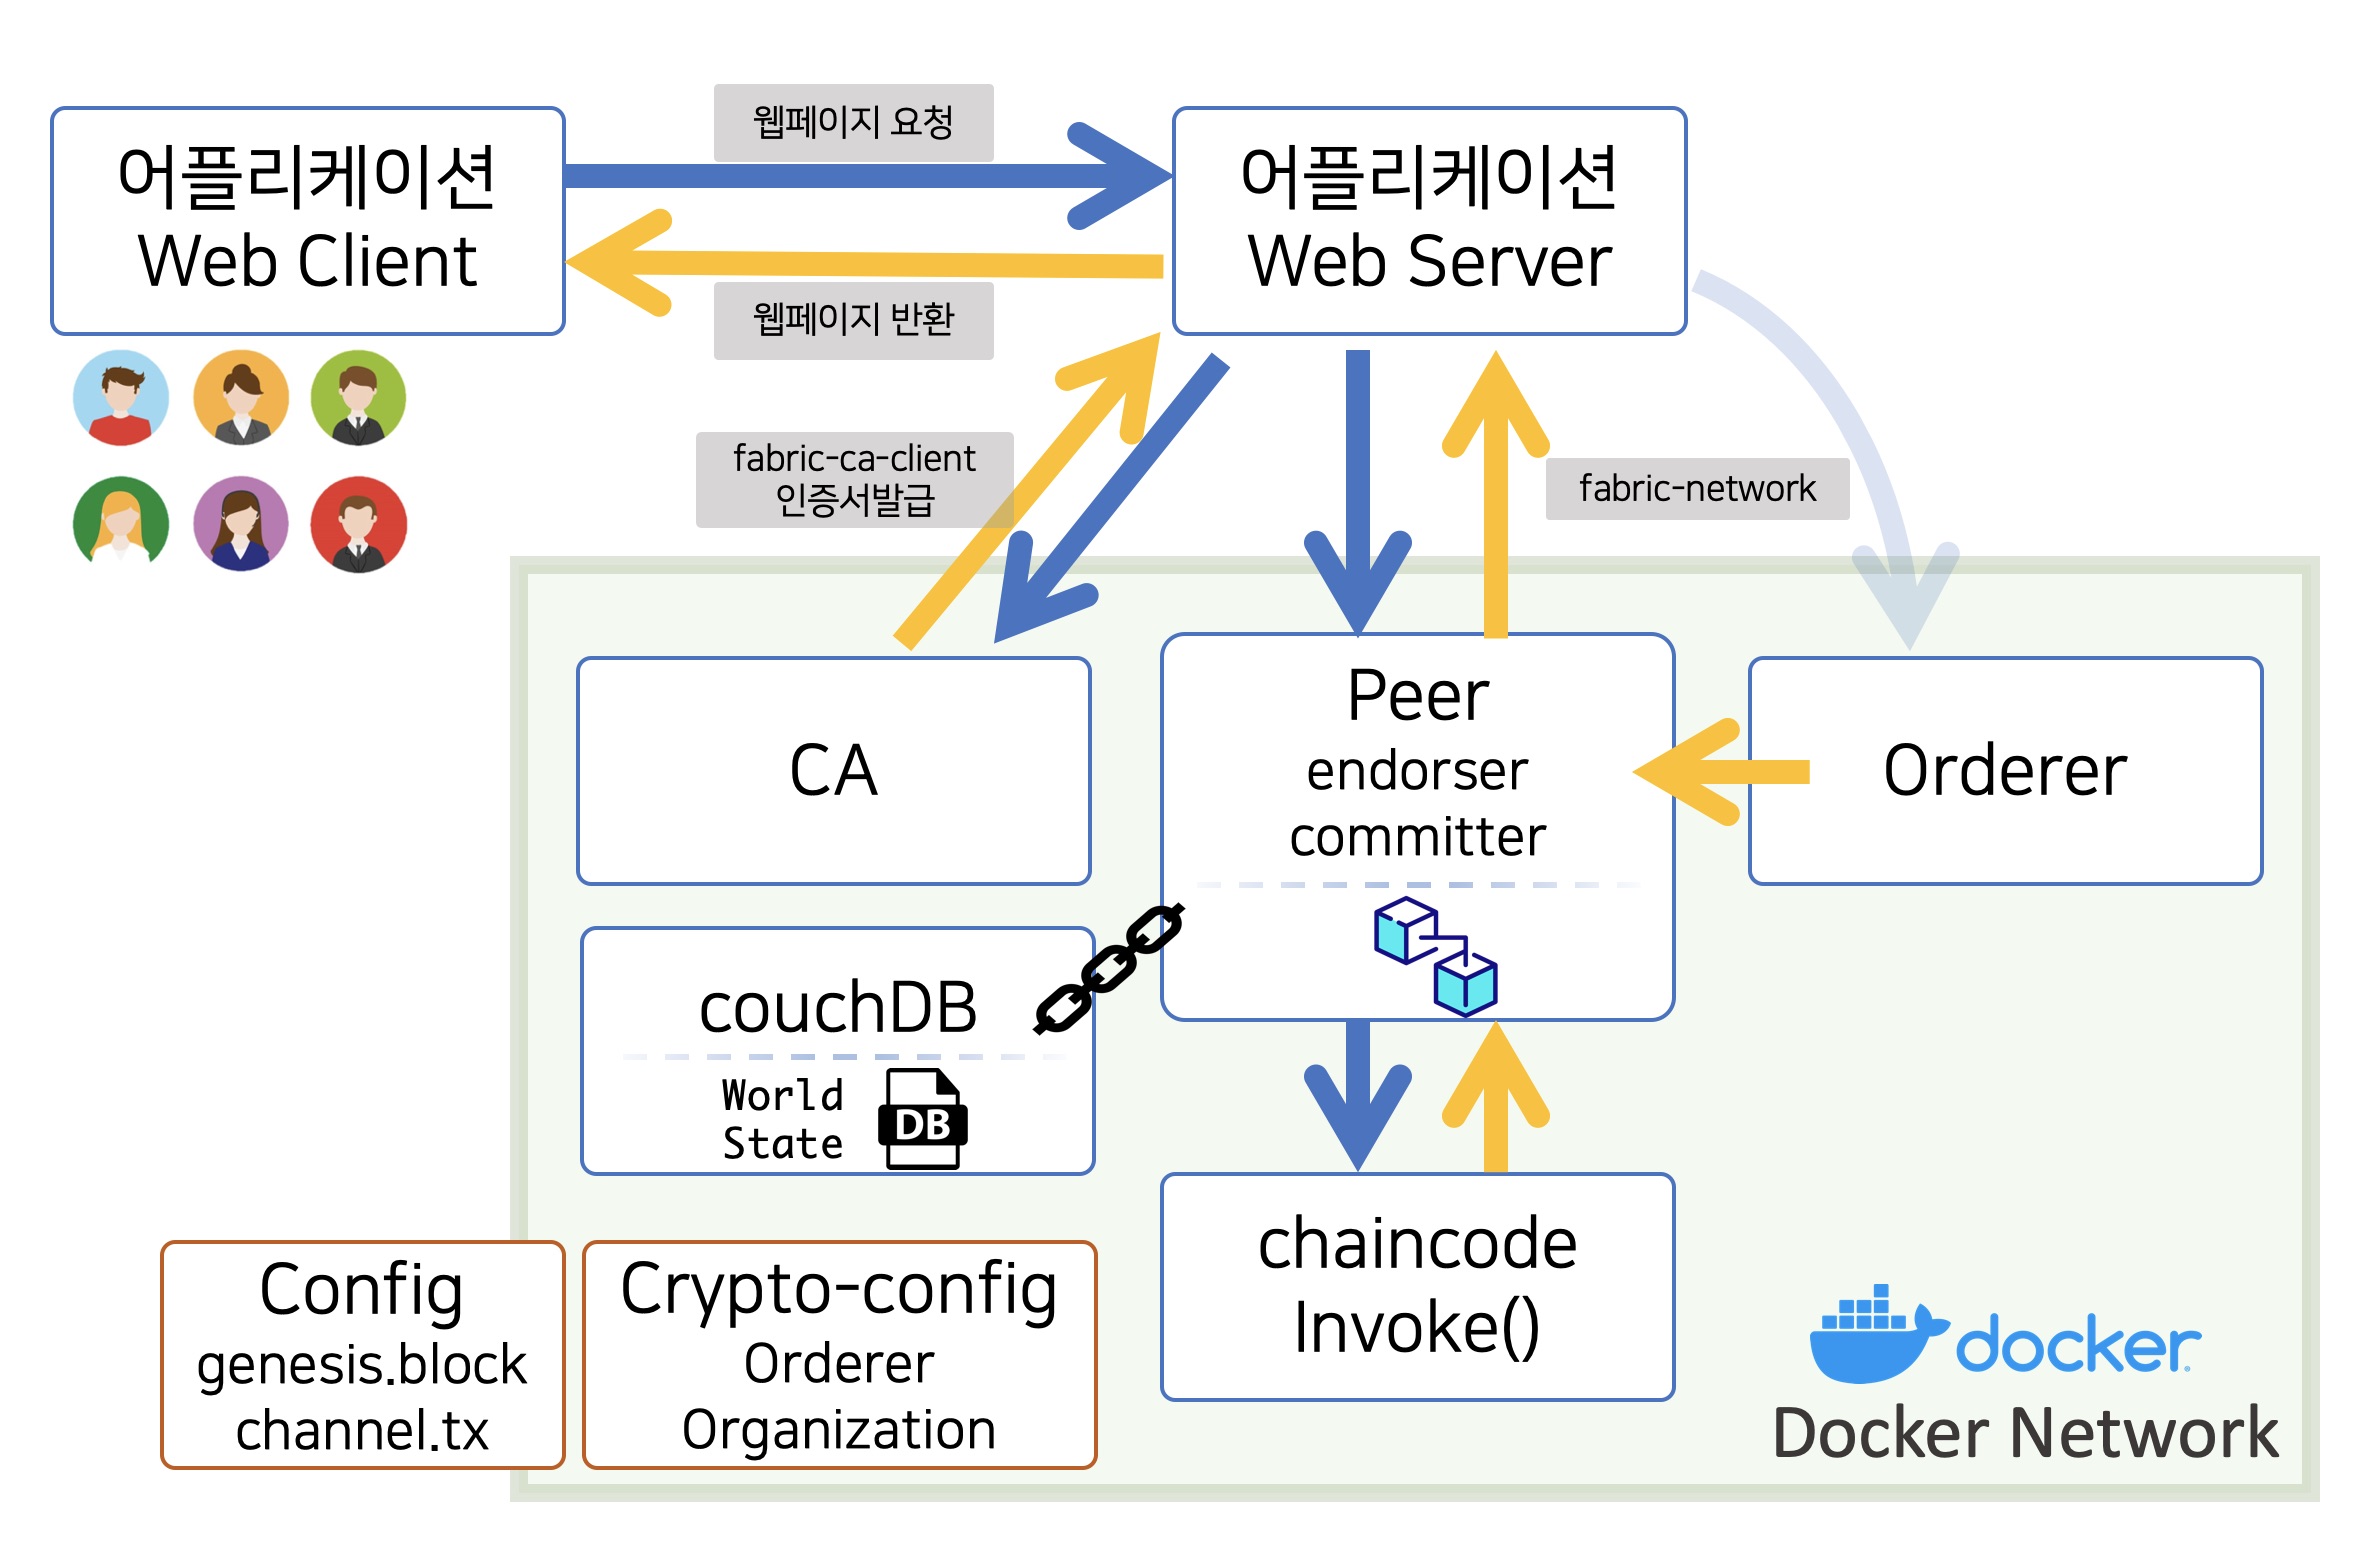 웹페이지 요청
어플리케이션
Web Client
어플리케이션
Web Server
웹페이지 반환
fabric-ca-client
인증서발급
fabric-network
CA
Peer
endorser
committer
Orderer
couchDB
World
State
DB
chaincode
Invoke()
Config
genesis.block
channel.tx
Crypto-config
Orderer
Organization
docker
Docker Network